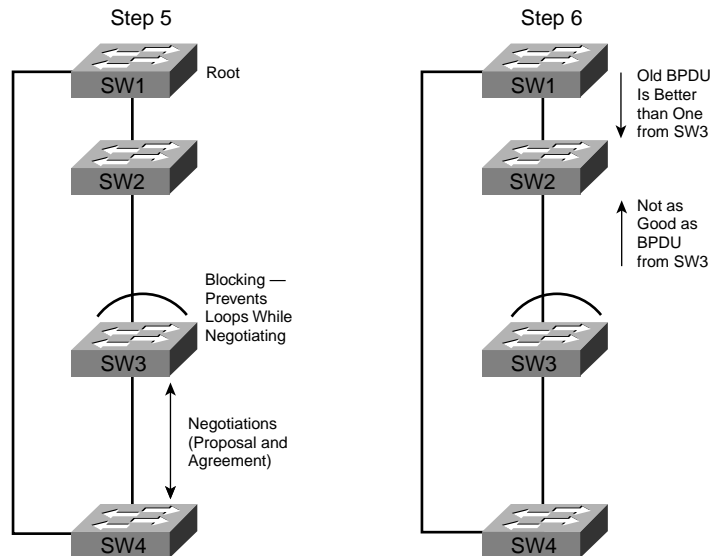 Step 5
SW1
Root
SW2
Blocking —
Prevents
Loops While
Negotiating
SW3
Negotiations
(Proposal and
Agreement)
SW4
Step 6
SW1
Old BPDU
Is Better
than One
from SW3
SW2
Not as
Good as
BPDU
from SW3
SW3
SW4